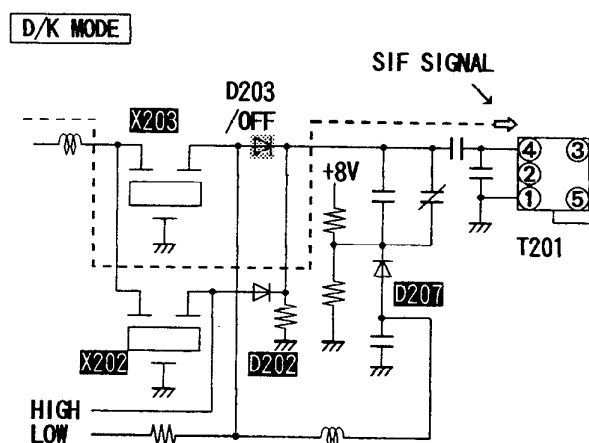 D/K MODE
SIF SIGNAL
D203
/OFF
X203
+8V
4
3
2
1
5
T201
D207
X202
D202
HIGH
LOW